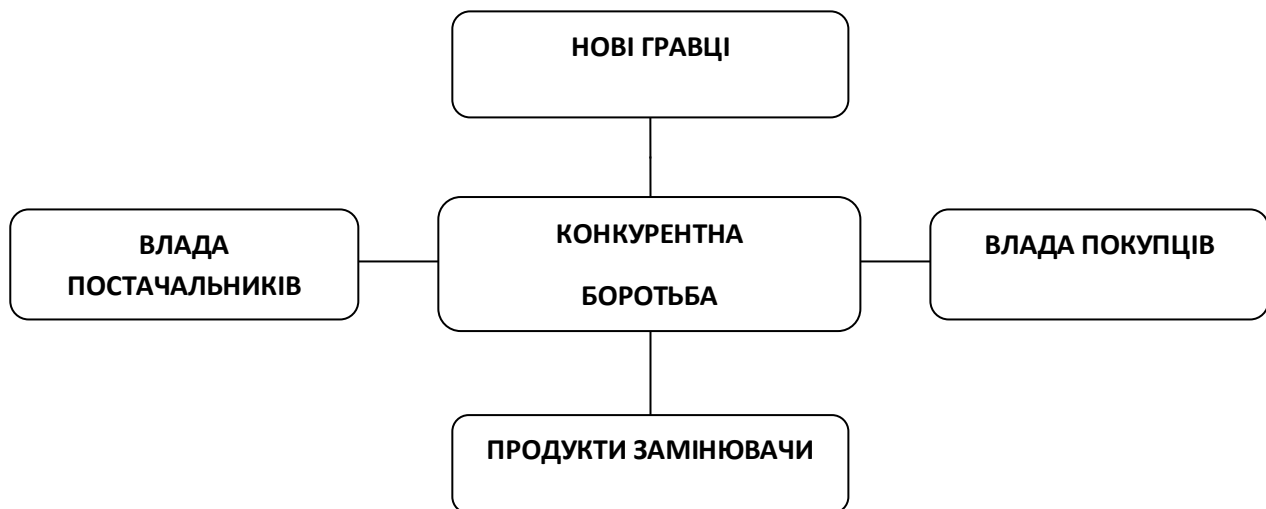 НОВІ ГРАВЦІ
ВЛАДА
ПОСТАЧАЛЬНИКІВ
КОНКУРЕНТНА
БОРОТЬБА
ВЛАДА ПОКУПЦІВ
ПРОДУКТИ ЗАМІНЮВАЧИ